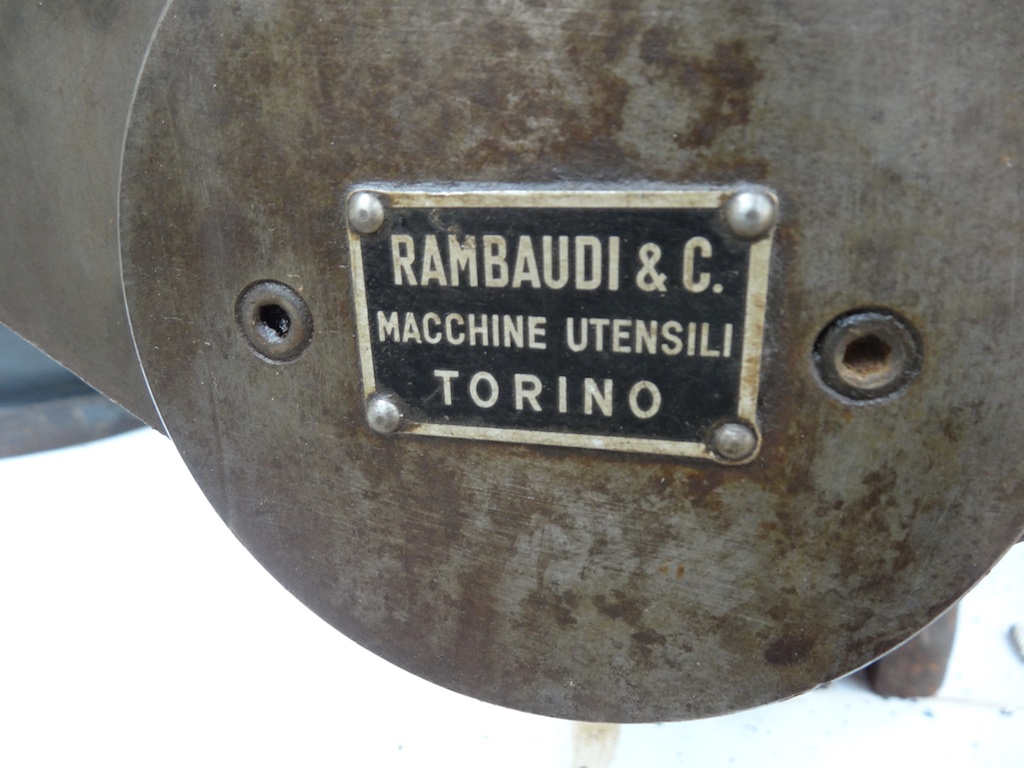 RAMBAUDI & C.
MACCHINE UTENSILI
TORINO